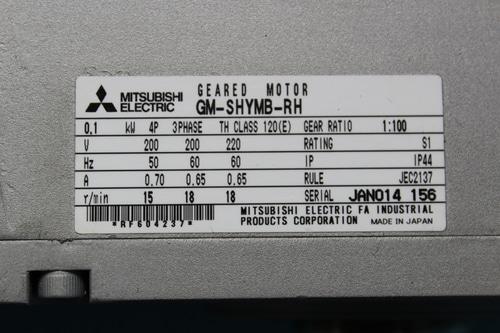 GEARED MOTOR
MITSUBISHI ELECTRIC GM-SHYMB-RH
0.1 kW 4P 3PHASE TH CLASS 120(E) GEAR RATIO 1:100
V 200 200 220 RATING S1
Hz 50 60 60 IP IP44
A 0.70 0.65 0.65 RULE JEC2137
r/min 15 18 18 SERIAL JAN014 156
MITSUBISHI ELECTRIC FA INDUSTRIAL
PRODUCTS CORPORATION MADE IN JAPAN
*RF604237*